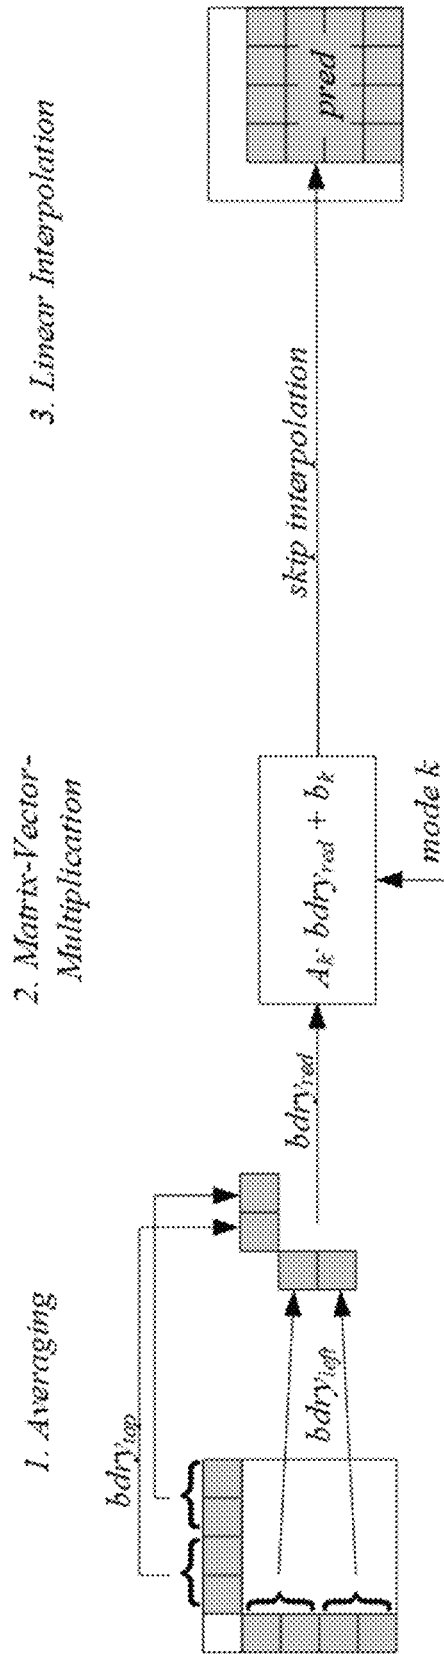 1. Averaging
2. Matrix-Vector-
Multiplication
3. Linear Interpolation
bdry_top
bdry_left
bdry_red
A_k· bdry_red + b_k
mode k
skip interpolation
pred